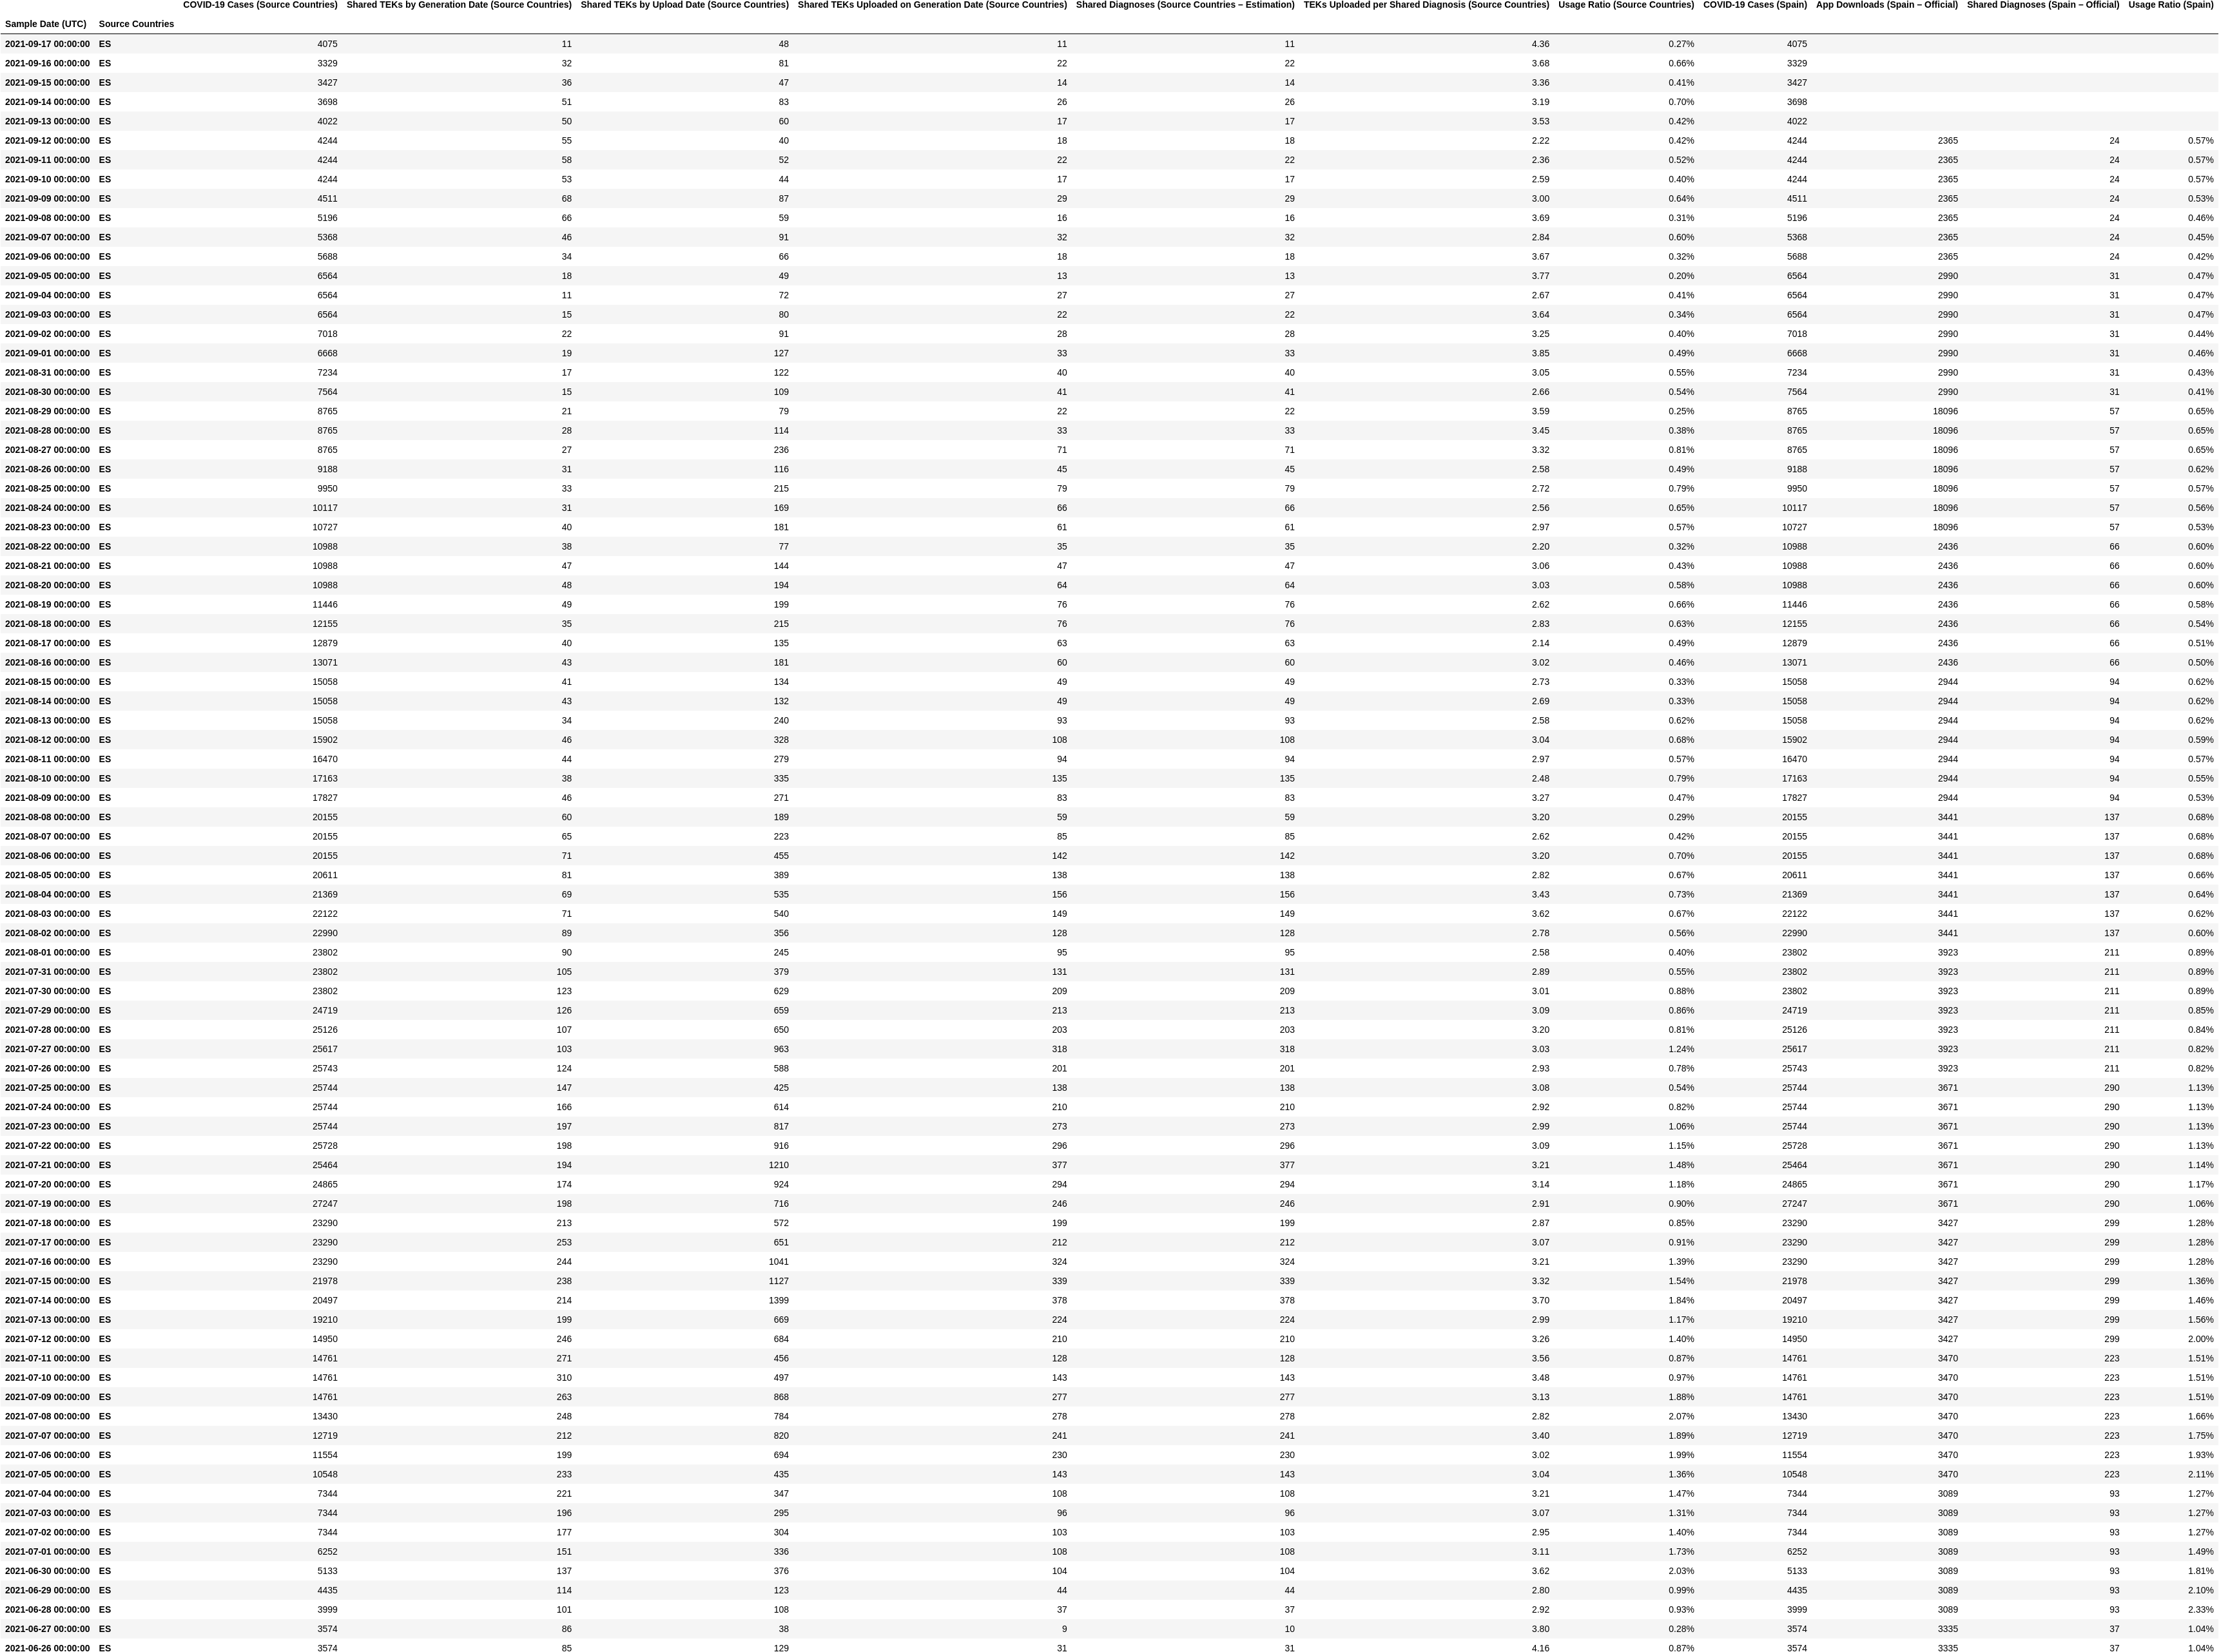 COVID-19 Cases (Source Countries) Shared TEKs by Generation Date (Source Countries) Shared TEKs by Upload Date (Source Countries) Shared TEKs Uploaded on Generation Date (Source Countries) Shared Diagnoses (Source Countries – Estimation) TEKs Uploaded per Shared Diagnosis (Source Countries) Usage Ratio (Source Countries) COVID-19 Cases (Spain) App Downloads (Spain – Official) Shared Diagnoses (Spain – Official) Usage Ratio (Spain)
Sample Date (UTC) Source Countries
2021-09-17 00:00:00 ES 4075 11 48 11 11 4.36 0.27% 4075
2021-09-16 00:00:00 ES 3329 32 81 22 22 3.68 0.66% 3329
2021-09-15 00:00:00 ES 3427 36 47 14 14 3.36 0.41% 3427
2021-09-14 00:00:00 ES 3698 51 83 26 26 3.19 0.70% 3698
2021-09-13 00:00:00 ES 4022 50 60 17 17 3.53 0.42% 4022
2021-09-12 00:00:00 ES 4244 55 40 18 18 2.22 0.42% 4244 2365 24 0.57%
2021-09-11 00:00:00 ES 4244 58 52 22 22 2.36 0.52% 4244 2365 24 0.57%
2021-09-10 00:00:00 ES 4244 53 44 17 17 2.59 0.40% 4244 2365 24 0.57%
2021-09-09 00:00:00 ES 4511 68 87 29 29 3.00 0.64% 4511 2365 24 0.53%
2021-09-08 00:00:00 ES 5196 66 59 16 16 3.69 0.31% 5196 2365 24 0.46%
2021-09-07 00:00:00 ES 5368 46 91 32 32 2.84 0.60% 5368 2365 24 0.45%
2021-09-06 00:00:00 ES 5688 34 66 18 18 3.67 0.32% 5688 2365 24 0.42%
2021-09-05 00:00:00 ES 6564 18 49 13 13 3.77 0.20% 6564 2990 31 0.47%
2021-09-04 00:00:00 ES 6564 11 72 27 27 2.67 0.41% 6564 2990 31 0.47%
2021-09-03 00:00:00 ES 6564 15 80 22 22 3.64 0.34% 6564 2990 31 0.47%
2021-09-02 00:00:00 ES 7018 22 91 28 28 3.25 0.40% 7018 2990 31 0.44%
2021-09-01 00:00:00 ES 6668 19 127 33 33 3.85 0.49% 6668 2990 31 0.46%
2021-08-31 00:00:00 ES 7234 17 122 40 40 3.05 0.55% 7234 2990 31 0.43%
2021-08-30 00:00:00 ES 7564 15 109 41 41 2.66 0.54% 7564 2990 31 0.41%
2021-08-29 00:00:00 ES 8765 21 79 22 22 3.59 0.25% 8765 18096 57 0.65%
2021-08-28 00:00:00 ES 8765 28 114 33 33 3.45 0.38% 8765 18096 57 0.65%
2021-08-27 00:00:00 ES 8765 27 236 71 71 3.32 0.81% 8765 18096 57 0.65%
2021-08-26 00:00:00 ES 9188 31 116 45 45 2.58 0.49% 9188 18096 57 0.62%
2021-08-25 00:00:00 ES 9950 33 215 79 79 2.72 0.79% 9950 18096 57 0.57%
2021-08-24 00:00:00 ES 10117 31 169 66 66 2.56 0.65% 10117 18096 57 0.56%
2021-08-23 00:00:00 ES 10727 40 181 61 61 2.97 0.57% 10727 18096 57 0.53%
2021-08-22 00:00:00 ES 10988 38 77 35 35 2.20 0.32% 10988 2436 66 0.60%
2021-08-21 00:00:00 ES 10988 47 144 47 47 3.06 0.43% 10988 2436 66 0.60%
2021-08-20 00:00:00 ES 10988 48 194 64 64 3.03 0.58% 10988 2436 66 0.60%
2021-08-19 00:00:00 ES 11446 49 199 76 76 2.62 0.66% 11446 2436 66 0.58%
2021-08-18 00:00:00 ES 12155 35 215 76 76 2.83 0.63% 12155 2436 66 0.54%
2021-08-17 00:00:00 ES 12879 40 135 63 63 2.14 0.49% 12879 2436 66 0.51%
2021-08-16 00:00:00 ES 13071 43 181 60 60 3.02 0.46% 13071 2436 66 0.50%
2021-08-15 00:00:00 ES 15058 41 134 49 49 2.73 0.33% 15058 2944 94 0.62%
2021-08-14 00:00:00 ES 15058 43 132 49 49 2.69 0.33% 15058 2944 94 0.62%
2021-08-13 00:00:00 ES 15058 34 240 93 93 2.58 0.62% 15058 2944 94 0.62%
2021-08-12 00:00:00 ES 15902 46 328 108 108 3.04 0.68% 15902 2944 94 0.59%
2021-08-11 00:00:00 ES 16470 44 279 94 94 2.97 0.57% 16470 2944 94 0.57%
2021-08-10 00:00:00 ES 17163 38 335 135 135 2.48 0.79% 17163 2944 94 0.55%
2021-08-09 00:00:00 ES 17827 46 271 83 83 3.27 0.47% 17827 2944 94 0.53%
2021-08-08 00:00:00 ES 20155 60 189 59 59 3.20 0.29% 20155 3441 137 0.68%
2021-08-07 00:00:00 ES 20155 65 223 85 85 2.62 0.42% 20155 3441 137 0.68%
2021-08-06 00:00:00 ES 20155 71 455 142 142 3.20 0.70% 20155 3441 137 0.68%
2021-08-05 00:00:00 ES 20611 81 389 138 138 2.82 0.67% 20611 3441 137 0.66%
2021-08-04 00:00:00 ES 21369 69 535 156 156 3.43 0.73% 21369 3441 137 0.64%
2021-08-03 00:00:00 ES 22122 71 540 149 149 3.62 0.67% 22122 3441 137 0.62%
2021-08-02 00:00:00 ES 22990 89 356 128 128 2.78 0.56% 22990 3441 137 0.60%
2021-08-01 00:00:00 ES 23802 90 245 95 95 2.58 0.40% 23802 3923 211 0.89%
2021-07-31 00:00:00 ES 23802 105 379 131 131 2.89 0.55% 23802 3923 211 0.89%
2021-07-30 00:00:00 ES 23802 123 629 209 209 3.01 0.88% 23802 3923 211 0.89%
2021-07-29 00:00:00 ES 24719 126 659 213 213 3.09 0.86% 24719 3923 211 0.85%
2021-07-28 00:00:00 ES 25126 107 650 203 203 3.20 0.81% 25126 3923 211 0.84%
2021-07-27 00:00:00 ES 25617 103 963 318 318 3.03 1.24% 25617 3923 211 0.82%
2021-07-26 00:00:00 ES 25743 124 588 201 201 2.93 0.78% 25743 3923 211 0.82%
2021-07-25 00:00:00 ES 25744 147 425 138 138 3.08 0.54% 25744 3671 290 1.13%
2021-07-24 00:00:00 ES 25744 166 614 210 210 2.92 0.82% 25744 3671 290 1.13%
2021-07-23 00:00:00 ES 25744 197 817 273 273 2.99 1.06% 25744 3671 290 1.13%
2021-07-22 00:00:00 ES 25728 198 916 296 296 3.09 1.15% 25728 3671 290 1.13%
2021-07-21 00:00:00 ES 25464 194 1210 377 377 3.21 1.48% 25464 3671 290 1.14%
2021-07-20 00:00:00 ES 24865 174 924 294 294 3.14 1.18% 24865 3671 290 1.17%
2021-07-19 00:00:00 ES 27247 198 716 246 246 2.91 0.90% 27247 3671 290 1.06%
2021-07-18 00:00:00 ES 23290 213 572 199 199 2.87 0.85% 23290 3427 299 1.28%
2021-07-17 00:00:00 ES 23290 253 651 212 212 3.07 0.91% 23290 3427 299 1.28%
2021-07-16 00:00:00 ES 23290 244 1041 324 324 3.21 1.39% 23290 3427 299 1.28%
2021-07-15 00:00:00 ES 21978 238 1127 339 339 3.32 1.54% 21978 3427 299 1.36%
2021-07-14 00:00:00 ES 20497 214 1399 378 378 3.70 1.84% 20497 3427 299 1.46%
2021-07-13 00:00:00 ES 19210 199 669 224 224 2.99 1.17% 19210 3427 299 1.56%
2021-07-12 00:00:00 ES 14950 246 684 210 210 3.26 1.40% 14950 3427 299 2.00%
2021-07-11 00:00:00 ES 14761 271 456 128 128 3.56 0.87% 14761 3470 223 1.51%
2021-07-10 00:00:00 ES 14761 310 497 143 143 3.48 0.97% 14761 3470 223 1.51%
2021-07-09 00:00:00 ES 14761 263 868 277 277 3.13 1.88% 14761 3470 223 1.51%
2021-07-08 00:00:00 ES 13430 248 784 278 278 2.82 2.07% 13430 3470 223 1.66%
2021-07-07 00:00:00 ES 12719 212 820 241 241 3.40 1.89% 12719 3470 223 1.75%
2021-07-06 00:00:00 ES 11554 199 694 230 230 3.02 1.99% 11554 3470 223 1.93%
2021-07-05 00:00:00 ES 10548 233 435 143 143 3.04 1.36% 10548 3470 223 2.11%
2021-07-04 00:00:00 ES 7344 221 347 108 108 3.21 1.47% 7344 3089 93 1.27%
2021-07-03 00:00:00 ES 7344 196 295 96 96 3.07 1.31% 7344 3089 93 1.27%
2021-07-02 00:00:00 ES 7344 177 304 103 103 2.95 1.40% 7344 3089 93 1.27%
2021-07-01 00:00:00 ES 6252 151 336 108 108 3.11 1.73% 6252 3089 93 1.49%
2021-06-30 00:00:00 ES 5133 137 376 104 104 3.62 2.03% 5133 3089 93 1.81%
2021-06-29 00:00:00 ES 4435 114 123 44 44 2.80 0.99% 4435 3089 93 2.10%
2021-06-28 00:00:00 ES 3999 101 108 37 37 2.92 0.93% 3999 3089 93 2.33%
2021-06-27 00:00:00 ES 3574 86 38 9 10 3.80 0.28% 3574 3335 37 1.04%
2021-06-26 00:00:00 ES 3574 85 129 31 31 4.16 0.87% 3574 3335 37 1.04%